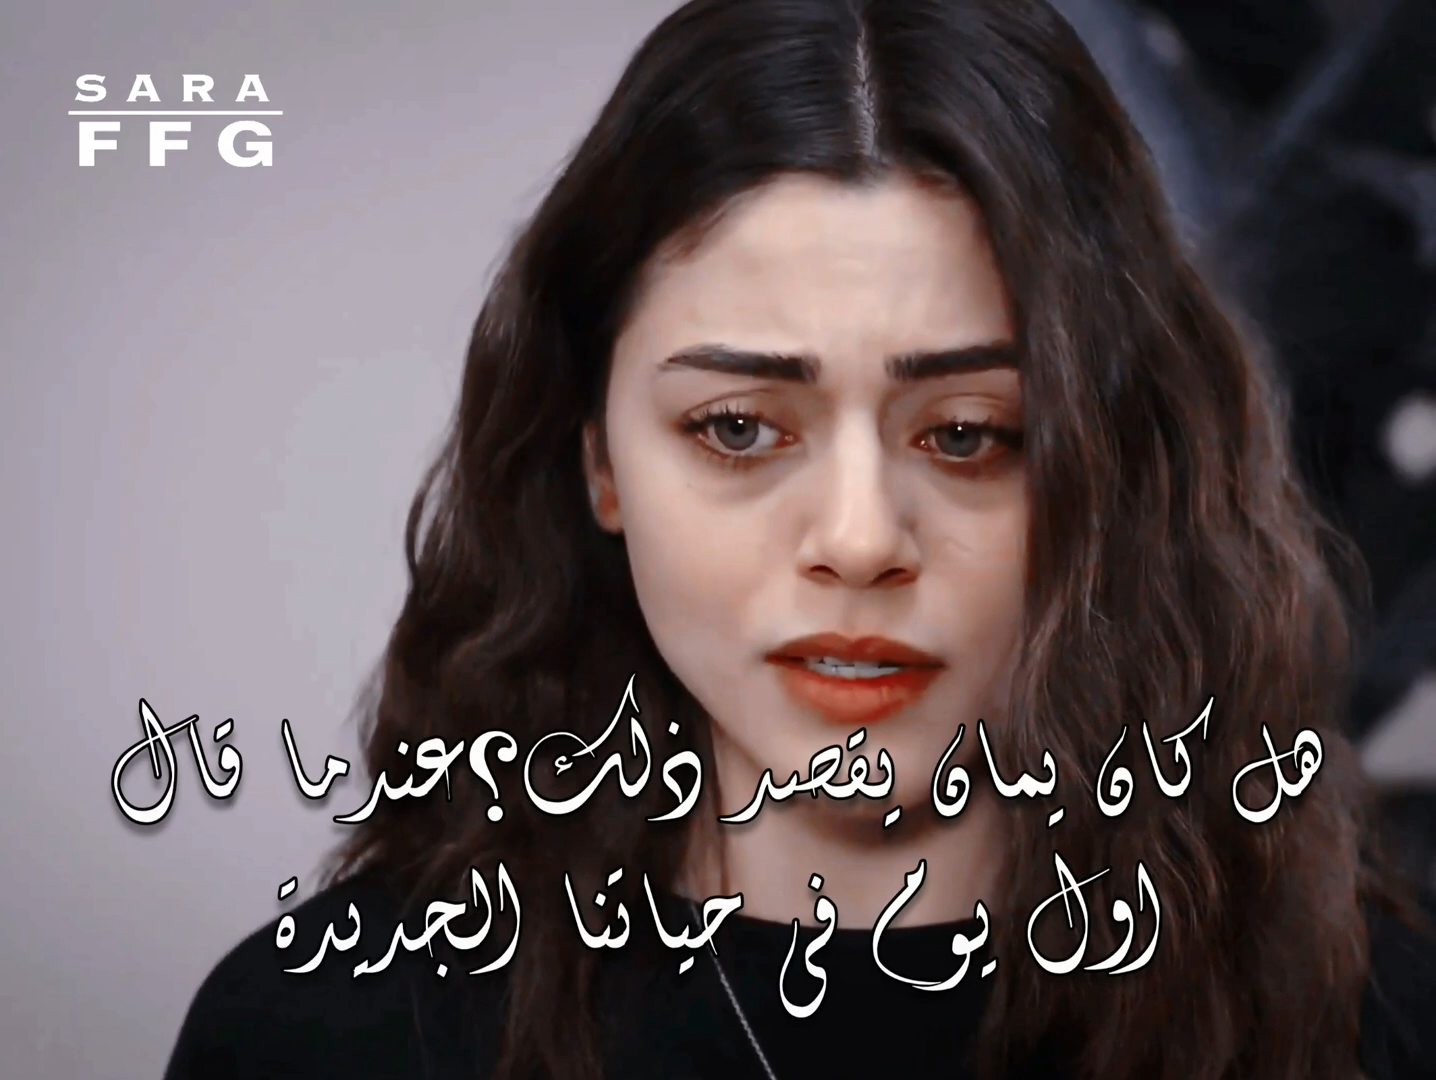 SARA
FFG
هل كان يمان يقصد ذلك؟عندما قال
اول يوم في حياتنا الجديدة